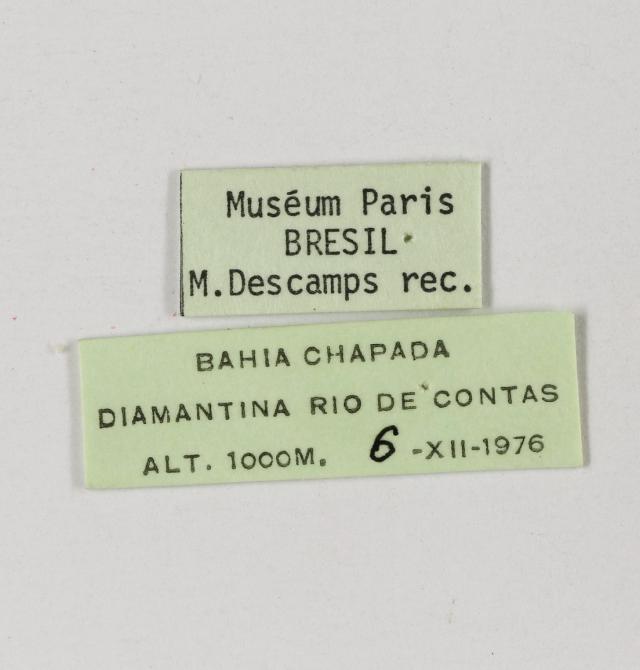 Muséum Paris
BRESIL
M.Descamps rec.
BAHIA CHAPADA
DIAMANTINA RIO DE CONTAS
ALT. 1000M. 6 -XII-1976